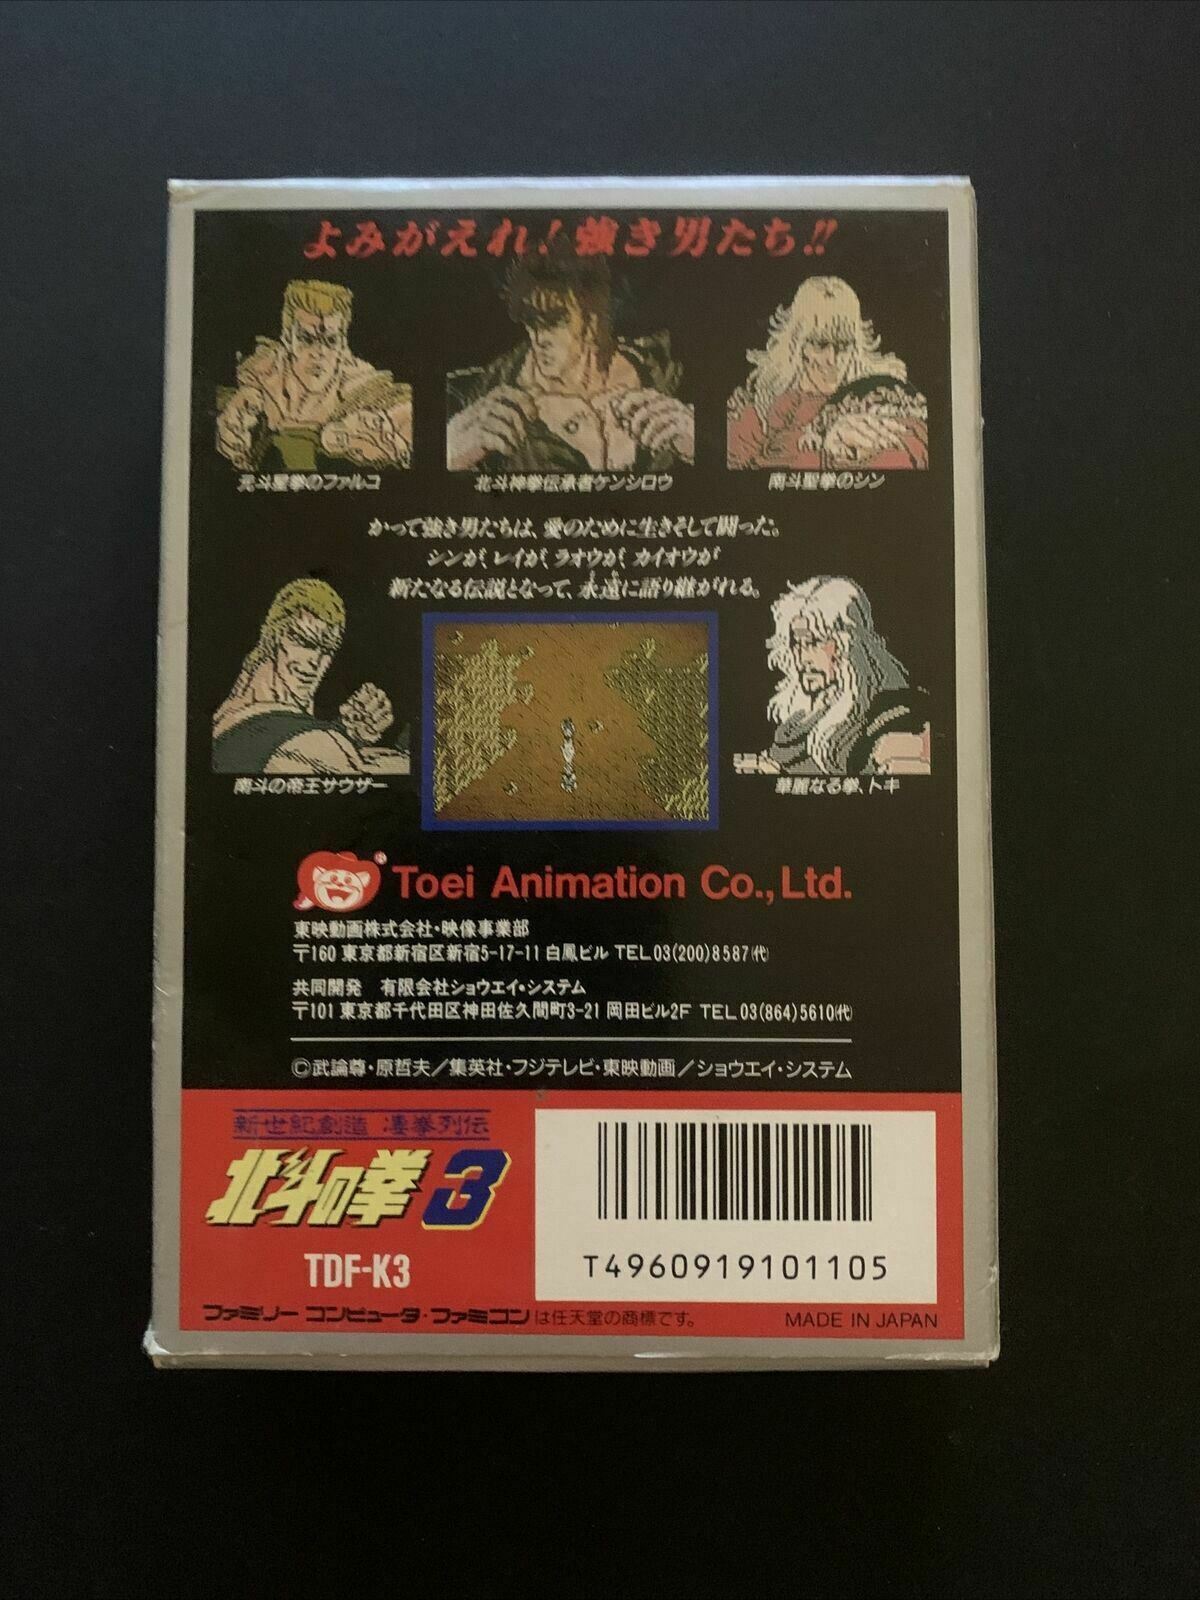 よみがえれ!強き男たち!!
元斗皇拳のファルコ
北斗神拳伝承者ケンシロウ
南斗聖拳のシン
かつて強き男たちは、愛のために生きそして闘った。
シンが、レイが、ラオウが、カイオウが
新たなる伝説となって、永遠に語り継がれる。
南斗の帝王サウザー
華麗なる拳、トキ
® Toei Animation Co., Ltd.
東映動画株式会社・映像事業部
〒160 東京都新宿区新宿5-17-11 白鳳ビル TEL 03(200)8587(代)
共同開発 有限会社ショウエイ・システム
〒101 東京都千代田区神田佐久間町3-21 岡田ビル2F TEL 03(864)5610(代)
©武論尊・原哲夫/集英社・フジテレビ・東映動画/ショウエイ・システム
新世紀創造 凄拳列伝
北斗の拳3
TDF-K3
T4960919101105
ファミリーコンピュータ・ファミコンは任天堂の商標です。
MADE IN JAPAN